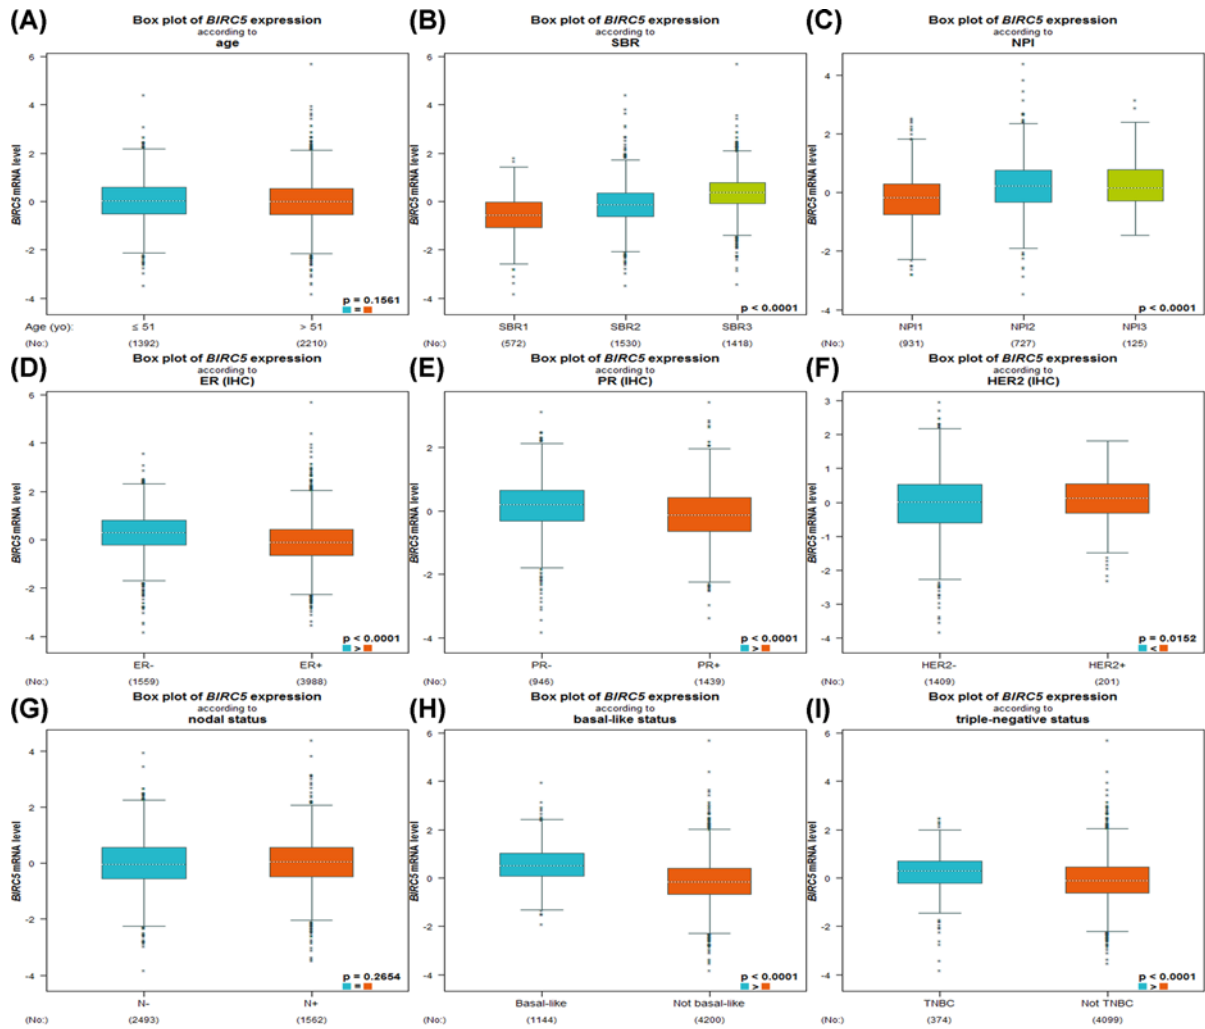 (A)
Box plot of BIRC5 expression
according to
age
6
4
2
0
-2
-4
BIRC5 mRNA level
p = 0.1561
=
Age (yo):
≤ 51
> 51
(No:)
(1392)
(2210)
(B)
Box plot of BIRC5 expression
according to
SBR
6
4
2
0
-2
-4
BIRC5 mRNA level
p < 0.0001
SBR1
SBR2
SBR3
(No:)
(572)
(1530)
(1418)
(C)
Box plot of BIRC5 expression
according to
NPI
4
2
0
-2
-4
BIRC5 mRNA level
p < 0.0001
NPI1
NPI2
NPI3
(No:)
(931)
(727)
(125)
(D)
Box plot of BIRC5 expression
according to
ER (IHC)
6
4
2
0
-2
-4
BIRC5 mRNA level
p < 0.0001
>
ER-
ER+
(No:)
(1559)
(3988)
(E)
Box plot of BIRC5 expression
according to
PR (IHC)
2
0
-2
-4
BIRC5 mRNA level
p < 0.0001
>
PR-
PR+
(No:)
(946)
(1439)
(F)
Box plot of BIRC5 expression
according to
HER2 (IHC)
3
2
1
0
-1
-2
-3
-4
BIRC5 mRNA level
p = 0.0152
<
HER2-
HER2+
(No:)
(1409)
(201)
(G)
Box plot of BIRC5 expression
according to
nodal status
4
2
0
-2
-4
BIRC5 mRNA level
p = 0.2654
=
N-
N+
(No:)
(2493)
(1562)
(H)
Box plot of BIRC5 expression
according to
basal-like status
6
4
2
0
-2
-4
BIRC5 mRNA level
p < 0.0001
>
Basal-like
Not basal-like
(No:)
(1144)
(4200)
(I)
Box plot of BIRC5 expression
according to
triple-negative status
6
4
2
0
-2
-4
BIRC5 mRNA level
p < 0.0001
>
TNBC
Not TNBC
(No:)
(374)
(4099)